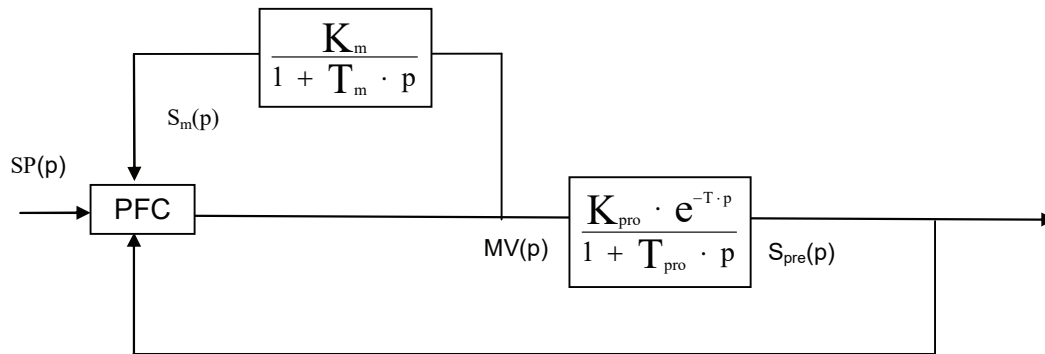 K_m
1 + T_m · p
S_m(p)
SP(p)
PFC
K_pro · e^{-T·p}
1 + T_pro · p
MV(p)
S_pre(p)